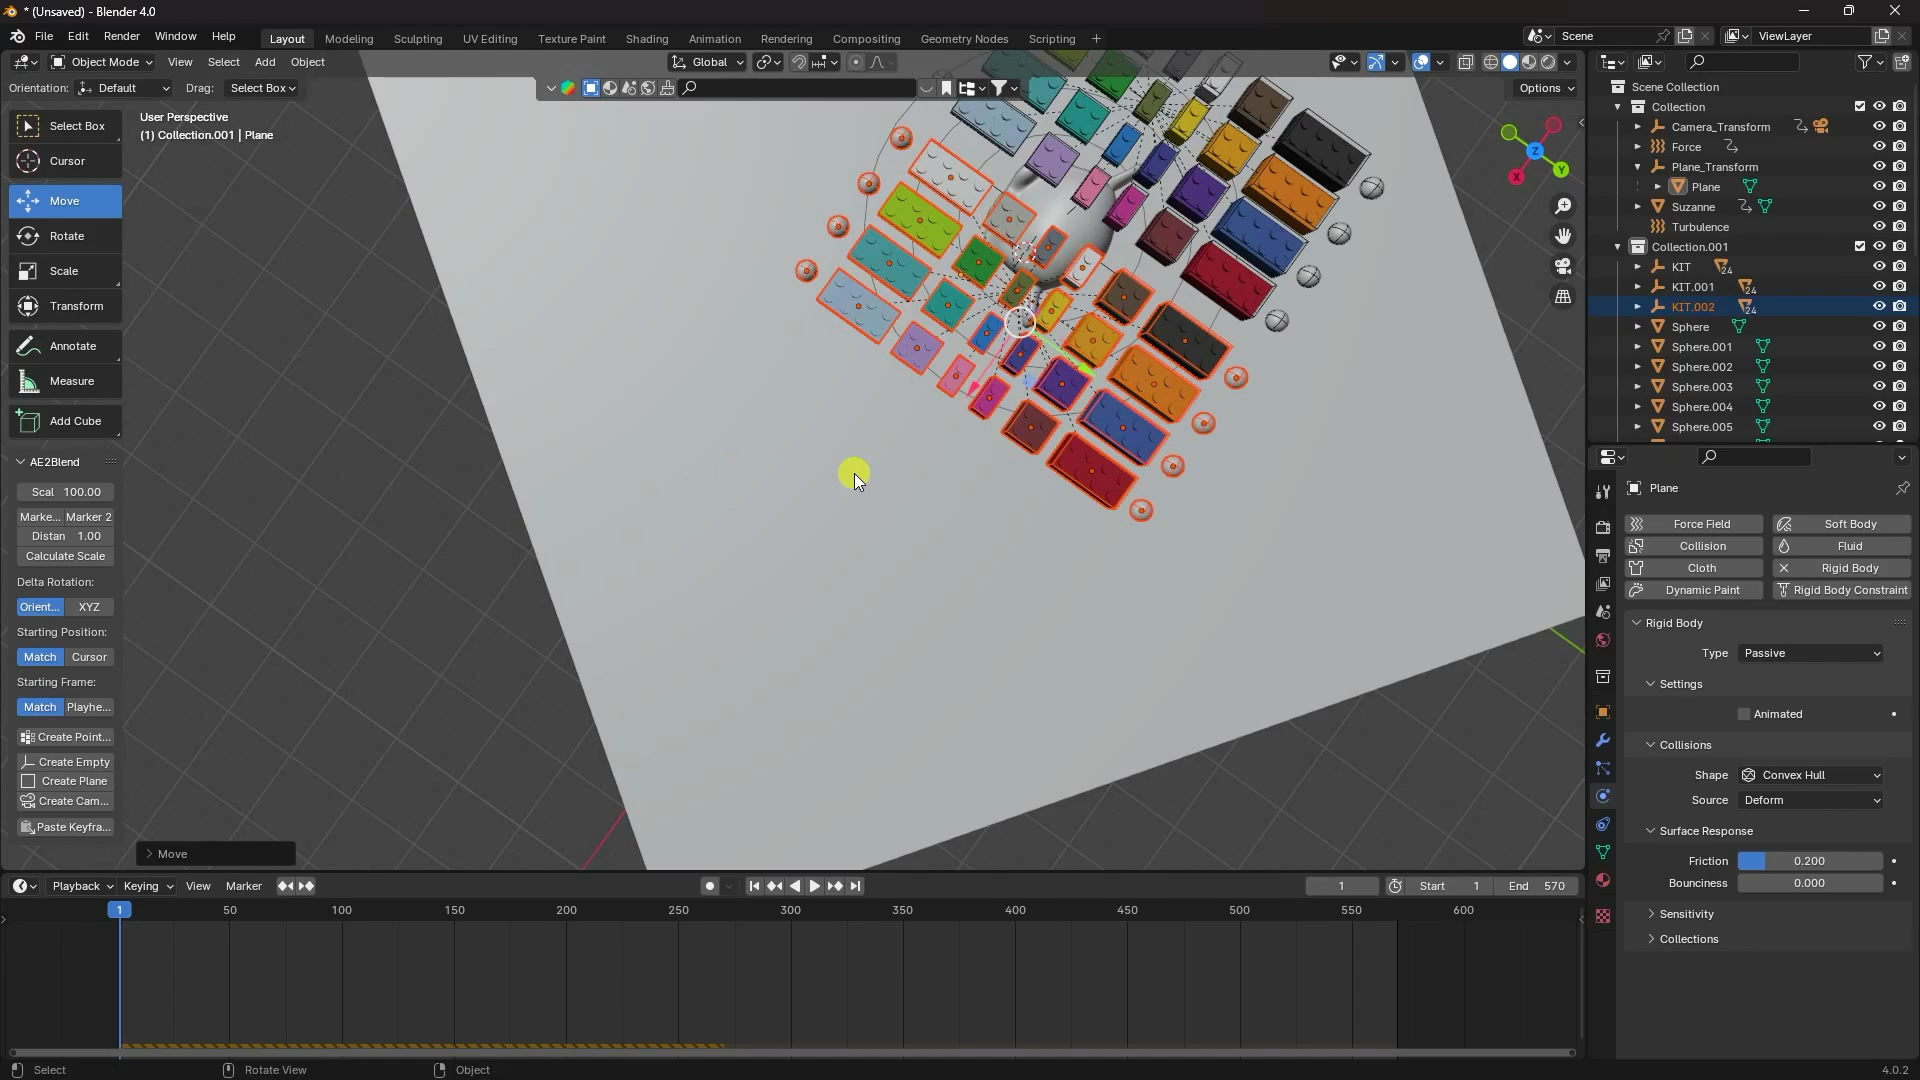 * (Unsaved) - Blender 4.0
File Edit Render Window Help
Layout Modeling Sculpting UV Editing Texture Paint Shading Animation Rendering Compositing Geometry Nodes Scripting +
Scene ViewLayer
Object Mode View Select Add Object Global
Orientation: Default Drag: Select Box Options
Select Box
Cursor
Move
Rotate
Scale
Transform
Annotate
Measure
Add Cube
User Perspective
(1) Collection.001 | Plane
X Y Z
AE2Blend
Scal 100.00
Marke... Marker 2
Distan 1.00
Calculate Scale
Delta Rotation:
Orient... XYZ
Starting Position:
Match Cursor
Starting Frame:
Match Playhe...
Create Point...
Create Empty
Create Plane
Create Cam...
Paste Keyfra...
Move
Scene Collection
Collection
Camera_Transform
Force
Plane_Transform
Plane
Suzanne
Turbulence
Collection.001
KIT 24
KIT.001 24
KIT.002 24
Sphere
Sphere.001
Sphere.002
Sphere.003
Sphere.004
Sphere.005
Plane
Force Field Soft Body
Collision Fluid
Cloth Rigid Body
Dynamic Paint Rigid Body Constraint
Rigid Body
Type Passive
Settings
Animated
Collisions
Shape Convex Hull
Source Deform
Surface Response
Friction 0.200
Bounciness 0.000
Sensitivity
Collections
Playback Keying View Marker 1 Start 1 End 570
1 50 100 150 200 250 300 350 400 450 500 550 600
Select Rotate View Object 4.0.2